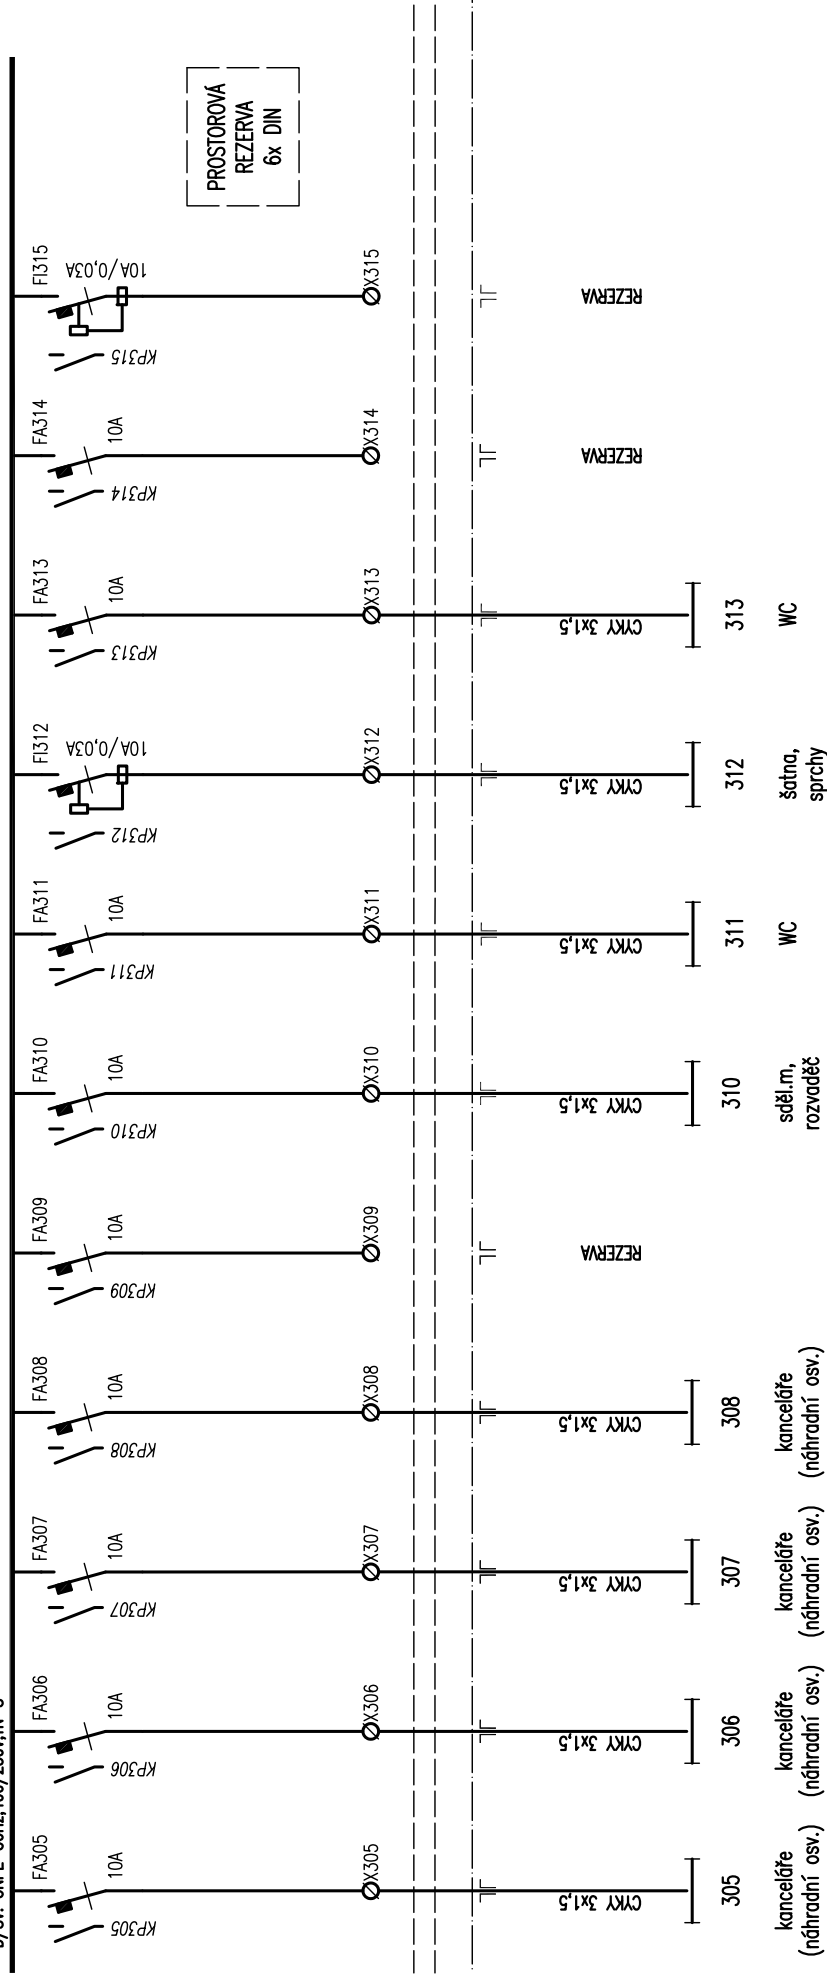 FA305
10A
KP305
X305
CYKY 3x1,5
305
kanceláře
(náhradní osv.)
FA306
10A
KP306
X306
CYKY 3x1,5
306
kanceláře
(náhradní osv.)
FA307
10A
KP307
X307
CYKY 3x1,5
307
kanceláře
(náhradní osv.)
FA308
10A
KP308
X308
CYKY 3x1,5
308
kanceláře
(náhradní osv.)
FA309
10A
KP309
X309
REZERVA
FA310
10A
KP310
X310
CYKY 3x1,5
310
sděl.m,
rozvaděč
FA311
10A
KP311
X311
CYKY 3x1,5
311
WC
FI312
10A/0,03A
KP312
X312
CYKY 3x1,5
312
šatna,
sprchy
FA313
10A
KP313
X313
CYKY 3x1,5
313
WC
FA314
10A
KP314
X314
REZERVA
FI315
10A/0,03A
KP315
X315
REZERVA
PROSTOROVÁ
REZERVA
6x DIN